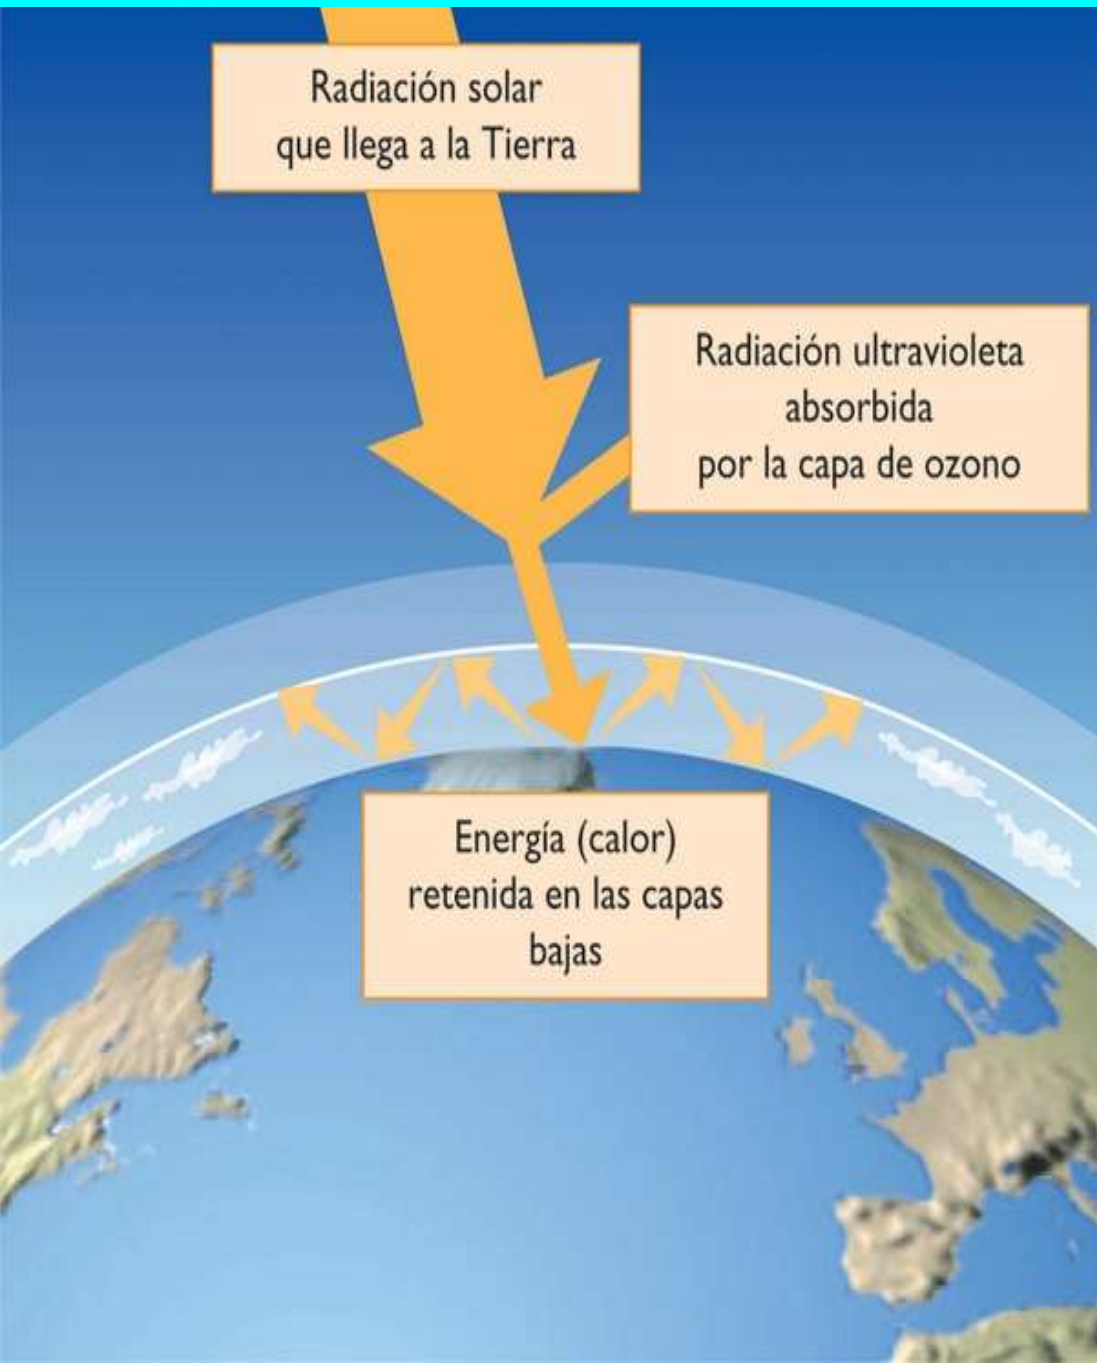 Radiación solar
que llega a la Tierra
Radiación ultravioleta
absorbida
por la capa de ozono
Energía (calor)
retenida en las capas
bajas